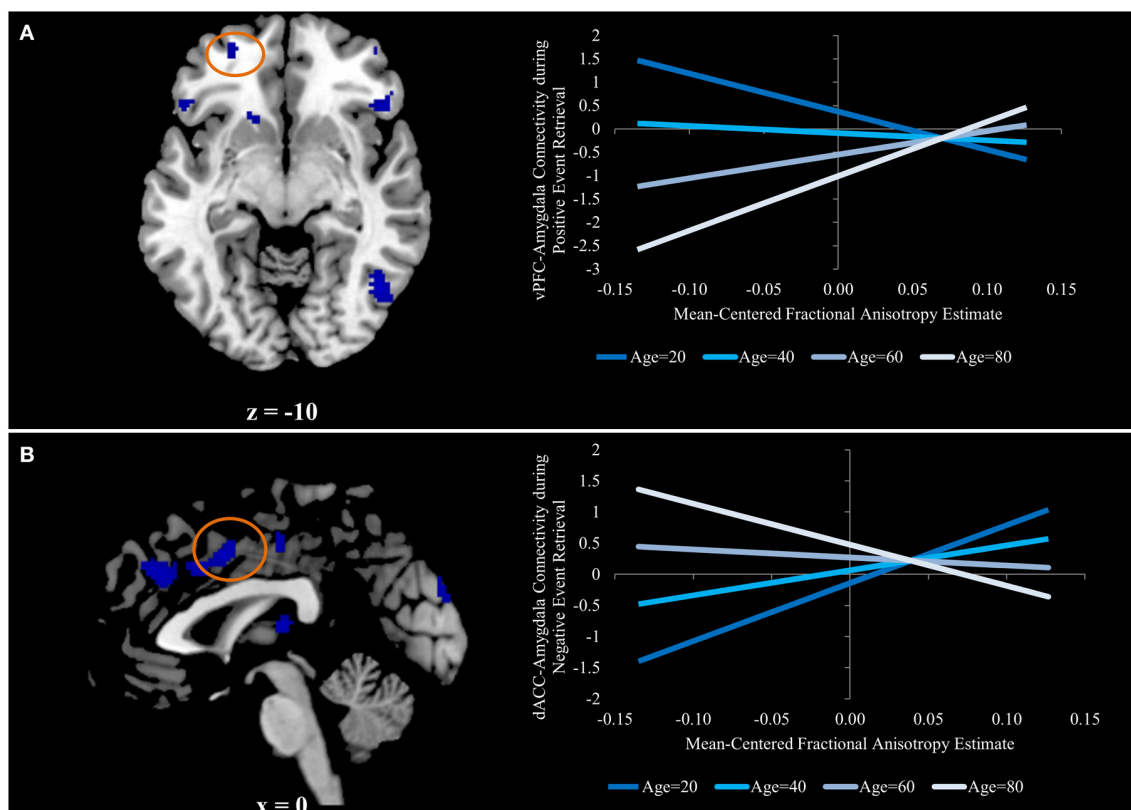 A
2
1.5
1
0.5
0
-0.5
-1
-1.5
-2
-2.5
-3
vPFC-Amygdala Connectivity during
Positive Event Retrieval
-0.15 -0.10 -0.05 0.00 0.05 0.10 0.15
Mean-Centered Fractional Anisotropy Estimate
Age=20 Age=40 Age=60 Age=80
z = -10
B
2
1.5
1
0.5
0
-0.5
-1
-1.5
-2
dACC-Amygdala Connectivity during
Negative Event Retrieval
-0.15 -0.10 -0.05 0.00 0.05 0.10 0.15
Mean-Centered Fractional Anisotropy Estimate
Age=20 Age=40 Age=60 Age=80
x = 0